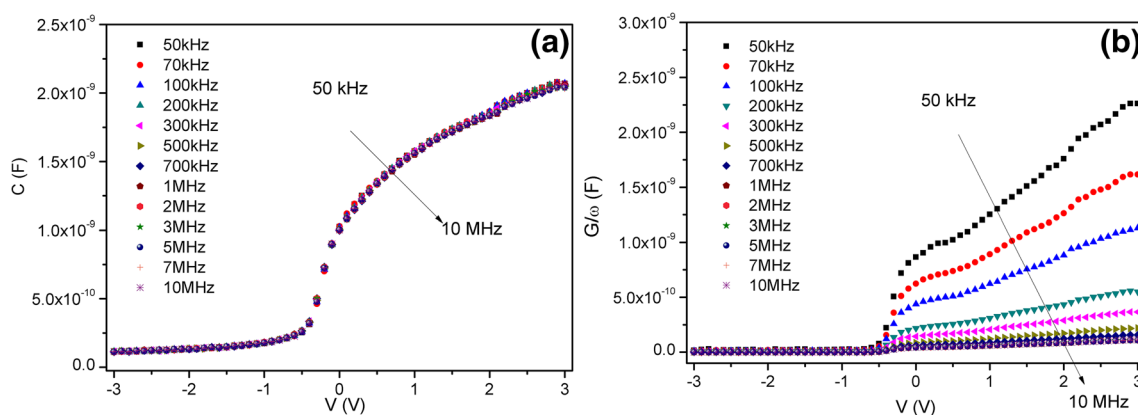 (a)
2.5x10-9
2.0x10-9
1.5x10-9
1.0x10-9
5.0x10-10
0.0
C (F)
50kHz
70kHz
100kHz
200kHz
300kHz
500kHz
700kHz
1MHz
2MHz
3MHz
5MHz
7MHz
10MHz
50 kHz
10 MHz
-3 -2 -1 0 1 2 3
V (V)
(b)
3.0x10-9
2.5x10-9
2.0x10-9
1.5x10-9
1.0x10-9
5.0x10-10
0.0
G/ω (F)
50kHz
70kHz
100kHz
200kHz
300kHz
500kHz
700kHz
1MHz
2MHz
3MHz
5MHz
7MHz
10MHz
50 kHz
10 MHz
-3 -2 -1 0 1 2 3
V (V)